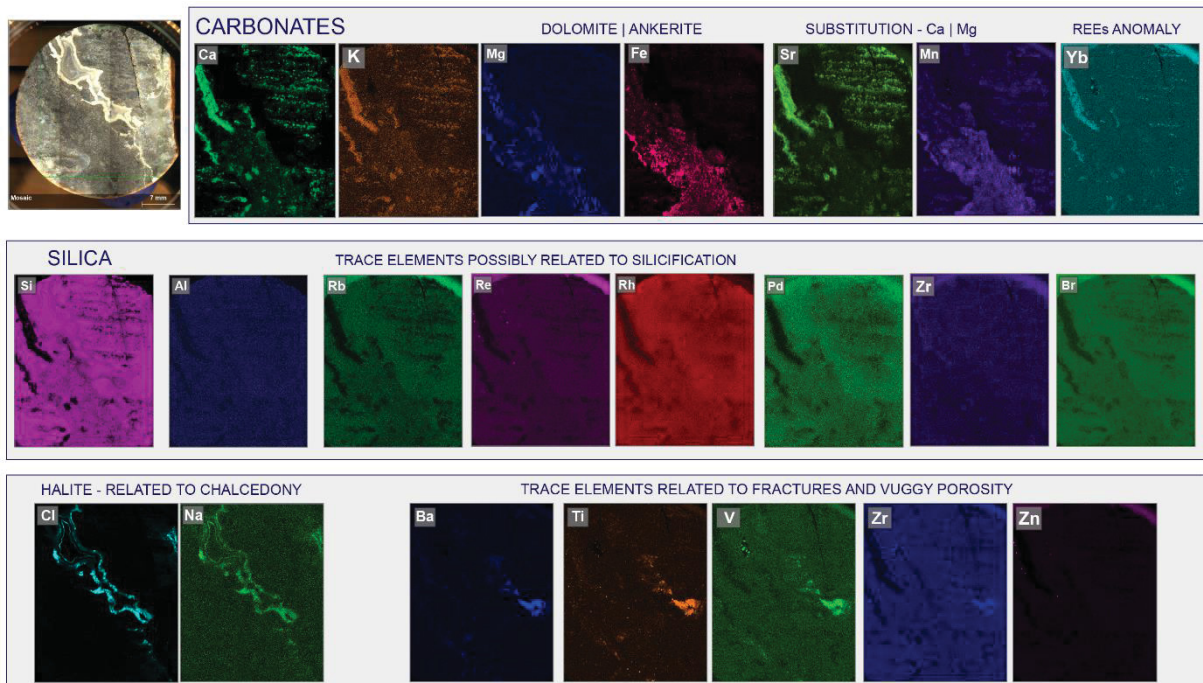 CARBONATES
DOLOMITE | ANKERITE
SUBSTITUTION - Ca | Mg
REEs ANOMALY
Ca
K
Mg
Fe
Sr
Mn
Yb
Mosaic
7 mm
SILICA
TRACE ELEMENTS POSSIBLY RELATED TO SILICIFICATION
Si
Al
Rb
Re
Rh
Pd
Zr
Br
HALITE - RELATED TO CHALCEDONY
TRACE ELEMENTS RELATED TO FRACTURES AND VUGGY POROSITY
Cl
Na
Ba
Ti
V
Zr
Zn